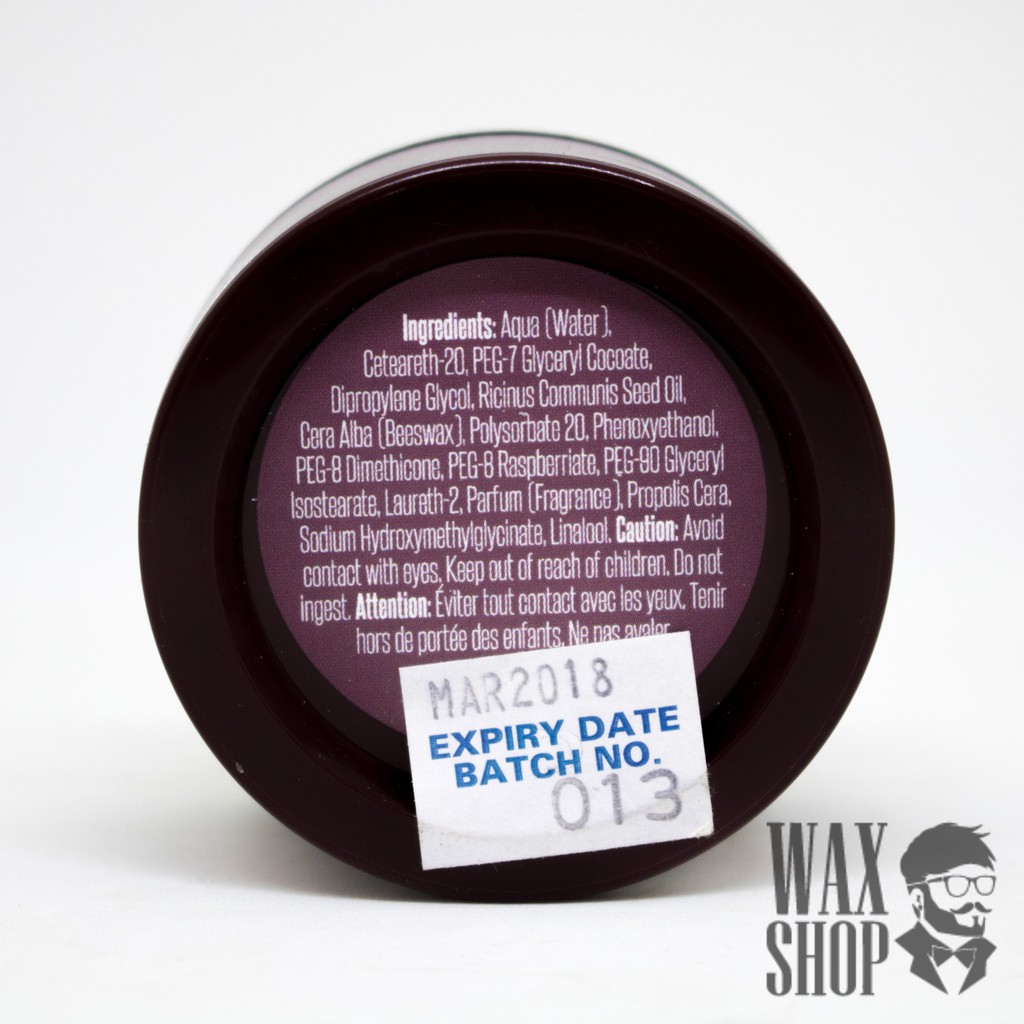 Ingredients: Aqua (Water),
Ceteareth-20, PEG-7 Glyceryl Cocoate,
Dipropylene Glycol, Ricinus Communis Seed Oil,
Cera Alba (Beeswax), Polysorbate 20, Phenoxyethanol,
PEG-8 Dimethicone, PEG-8 Raspberriate, PEG-90 Glyceryl
Isostearate, Laureth-2, Parfum (Fragrance), Propolis Cera,
Sodium Hydroxymethylglycinate, Linalool. Caution: Avoid
contact with eyes. Keep out of reach of children. Do not
ingest. Attention: Éviter tout contact avec les yeux. Tenir
hors de portée des enfants. Ne pas avaler.
MAR2018
EXPIRY DATE
BATCH NO.
013
WAX
SHOP